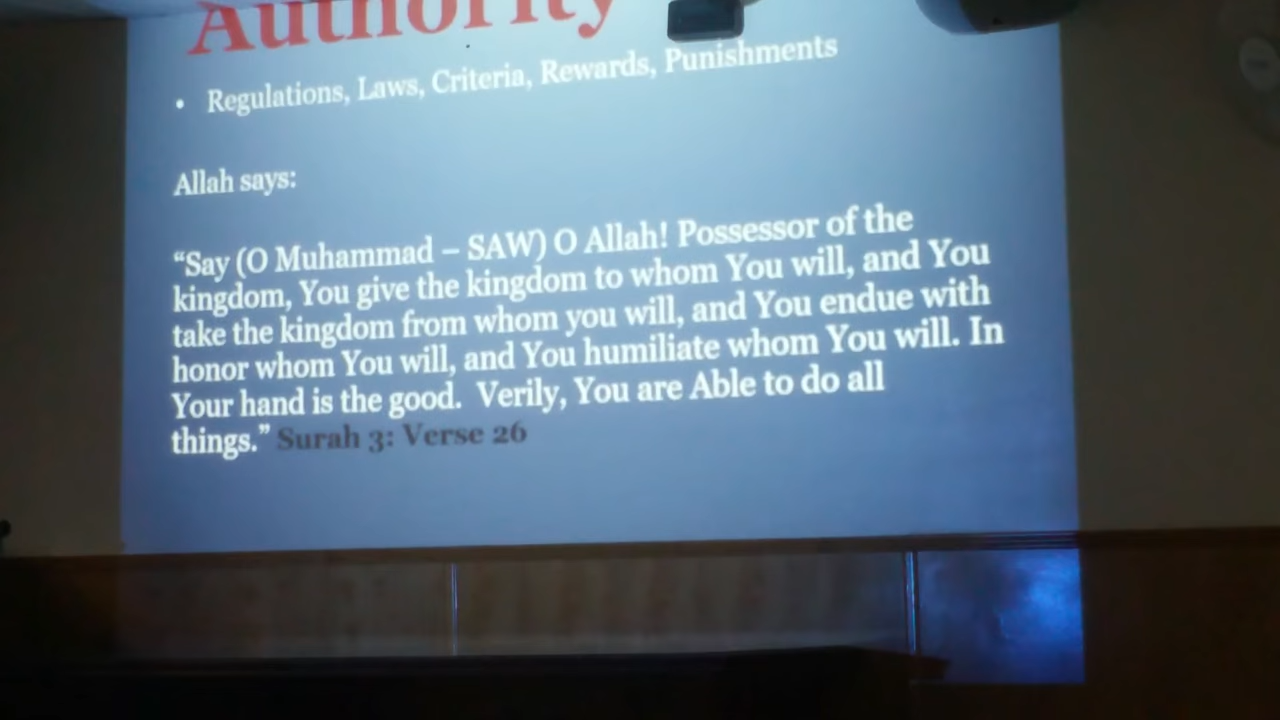 Authority
• Regulations, Laws, Criteria, Rewards, Punishments
Allah says:
“Say (O Muhammad – SAW) O Allah! Possessor of the
kingdom, You give the kingdom to whom You will, and You
take the kingdom from whom you will, and You endue with
honor whom You will, and You humiliate whom You will. In
Your hand is the good.  Verily, You are Able to do all
things.” Surah 3: Verse 26